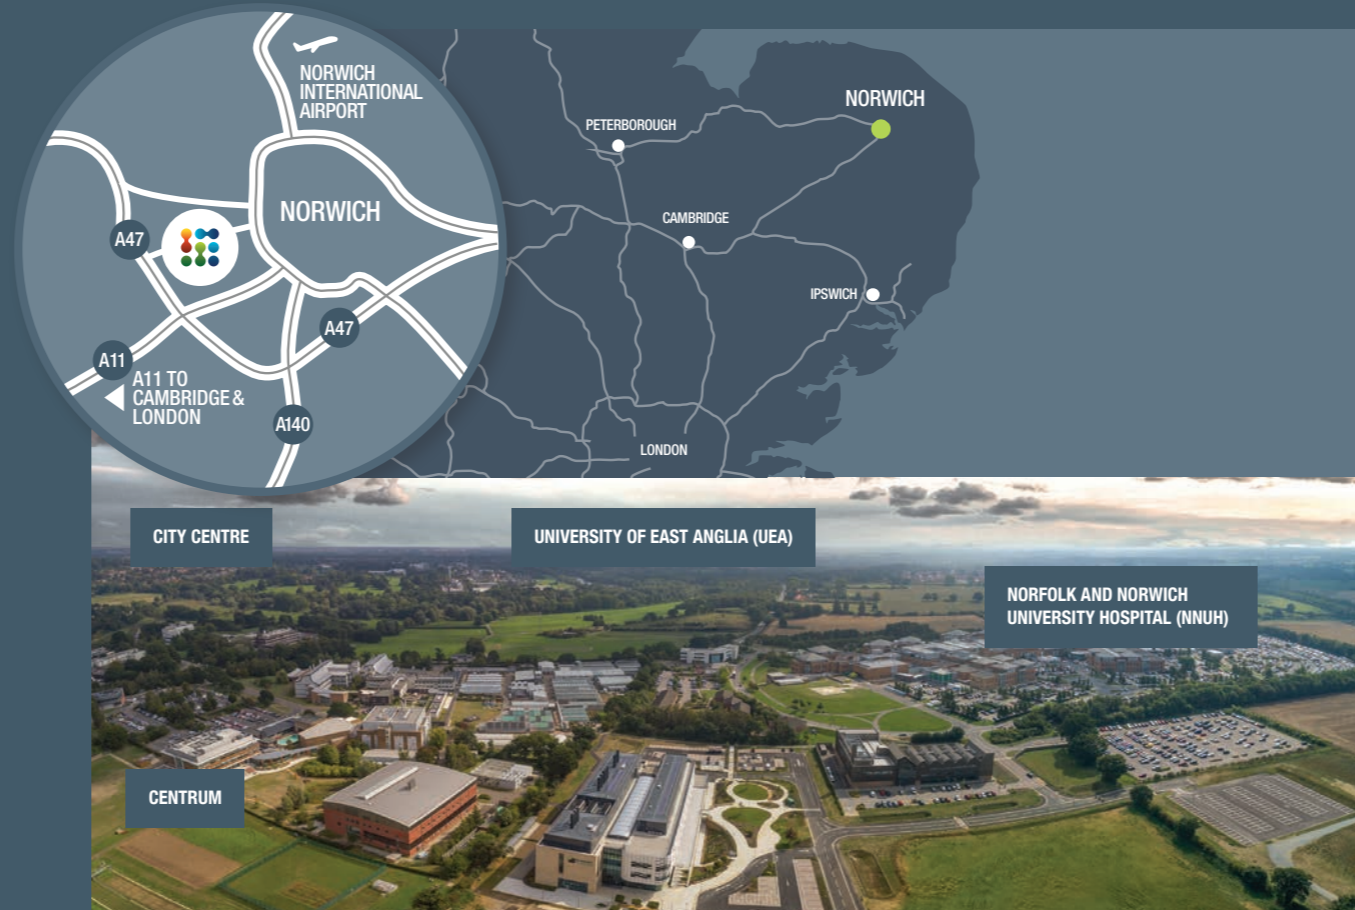 NORWICH
INTERNATIONAL
AIRPORT
NORWICH
A47
A47
A11
A11 TO
CAMBRIDGE &
LONDON
A140
NORWICH
PETERBOROUGH
CAMBRIDGE
IPSWICH
LONDON
CITY CENTRE
UNIVERSITY OF EAST ANGLIA (UEA)
NORFOLK AND NORWICH
UNIVERSITY HOSPITAL (NNUH)
CENTRUM